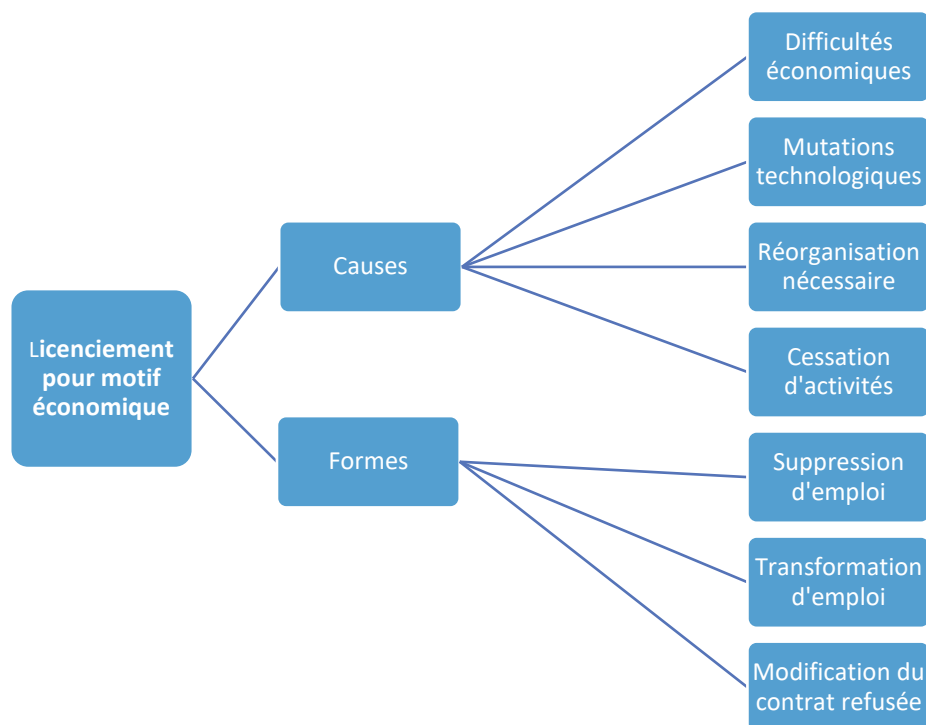 Licenciement
pour motif
économique
Causes
Formes
Difficultés
économiques
Mutations
technologiques
Réorganisation
nécessaire
Cessation
d'activités
Suppression
d'emploi
Transformation
d'emploi
Modification du
contrat refusée